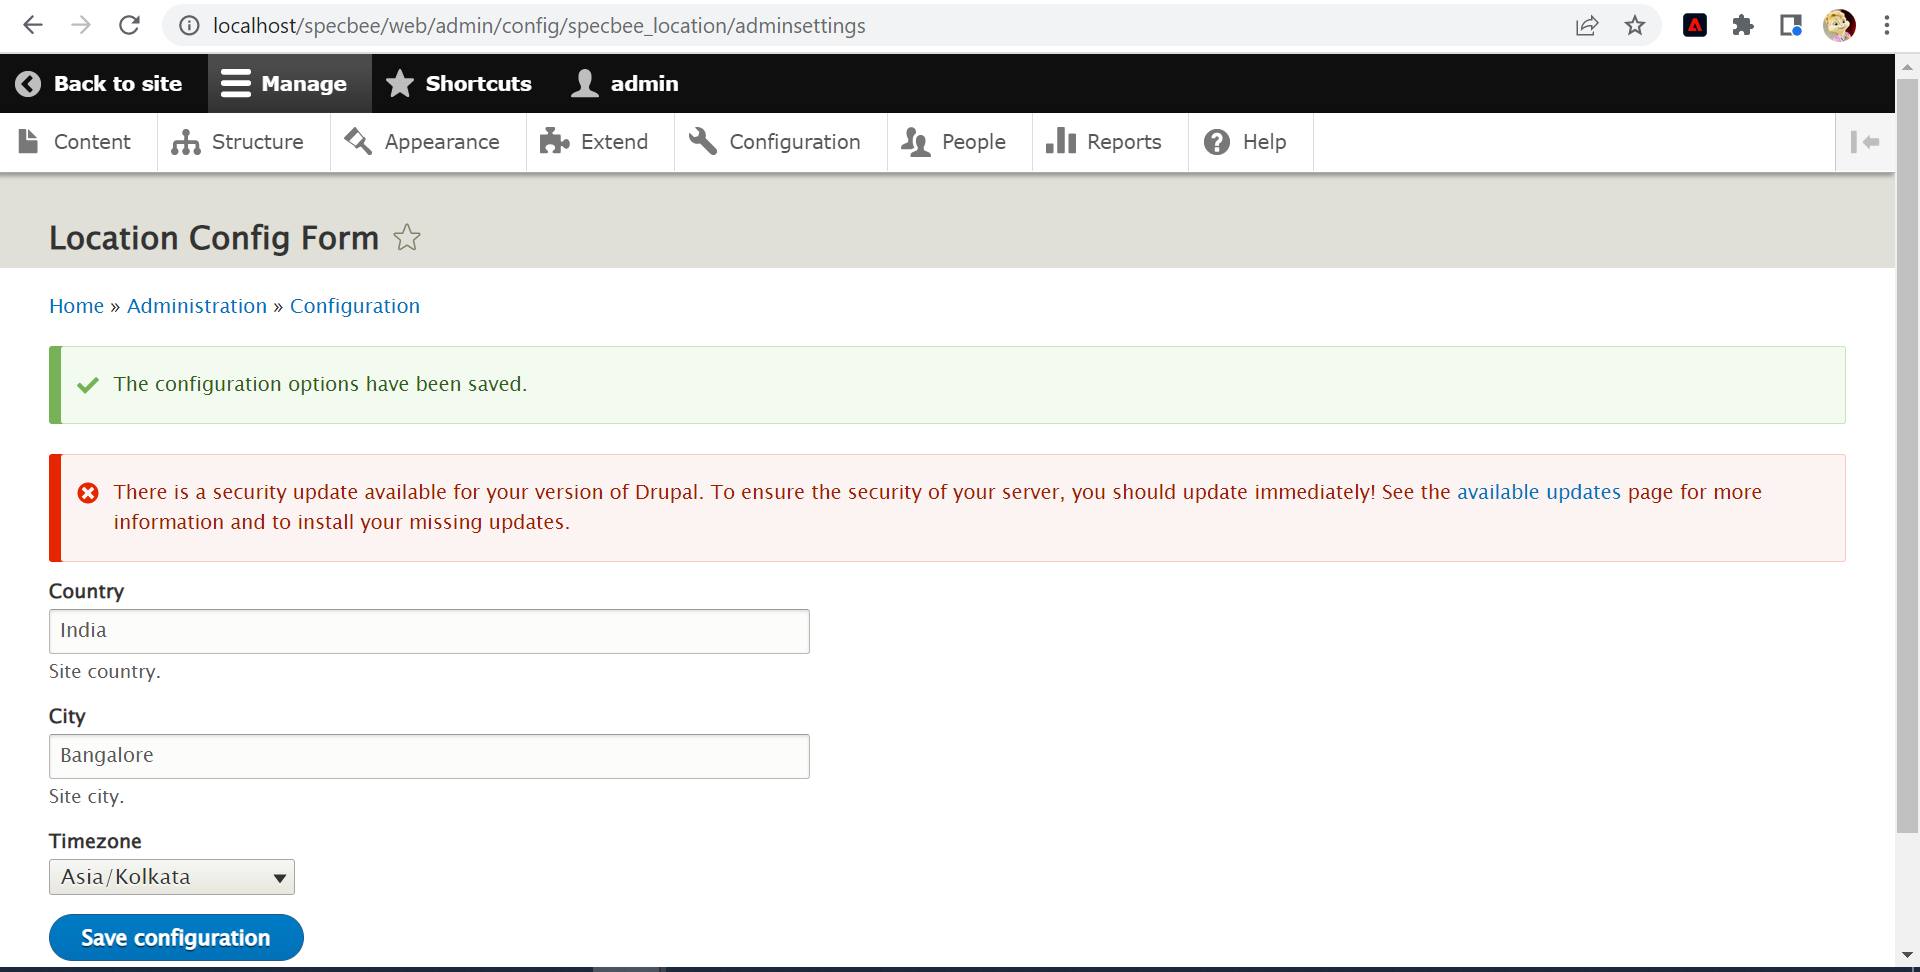 localhost/specbee/web/admin/config/specbee_location/adminsettings
Back to site Manage Shortcuts admin
Content Structure Appearance Extend Configuration People Reports Help
Location Config Form
Home » Administration » Configuration
The configuration options have been saved.
There is a security update available for your version of Drupal. To ensure the security of your server, you should update immediately! See the available updates page for more
information and to install your missing updates.
Country
India
Site country.
City
Bangalore
Site city.
Timezone
Asia/Kolkata
Save configuration